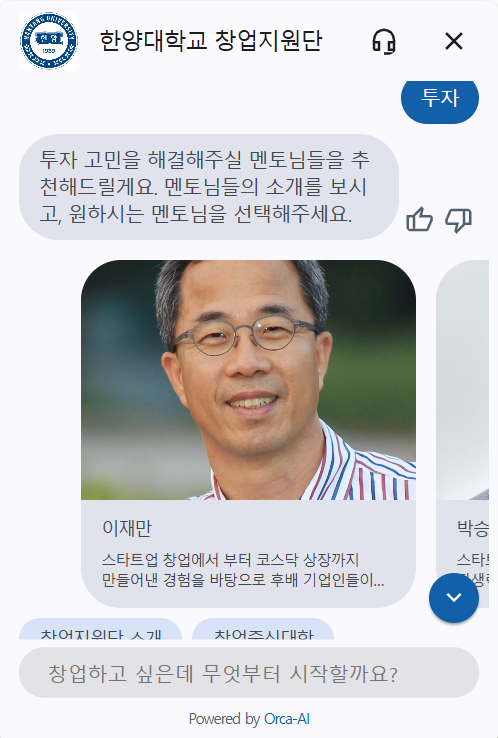 HANYANG UNIVERSITY
한대
1939
한양대학교 창업지원단
투자
투자 고민을 해결해주실 멘토님들을 추
천해드릴게요. 멘토님들의 소개를 보시
고, 원하시는 멘토님을 선택해주세요.
이재만
스타트업 창업에서 부터 코스닥 상장까지
만들어낸 경험을 바탕으로 후배 기업인들이...
박승
창업지원단 소개
창업중심대학
창업하고 싶은데 무엇부터 시작할까요?
Powered by Orca-AI